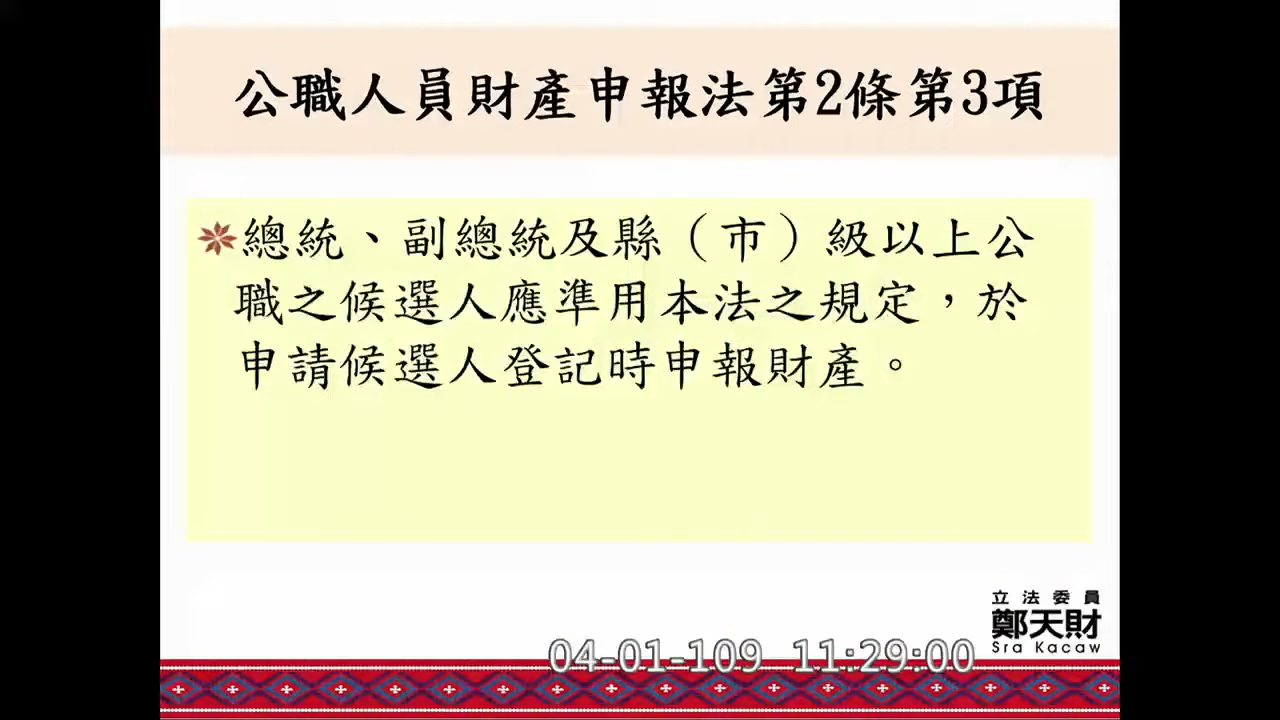 公職人員財產申報法第2條第3項
總統、副總統及縣（市）級以上公
職之候選人應準用本法之規定，於
申請候選人登記時申報財產。
立法委員
鄭天財
Sra Kacaw
04-01-109 11:29:00